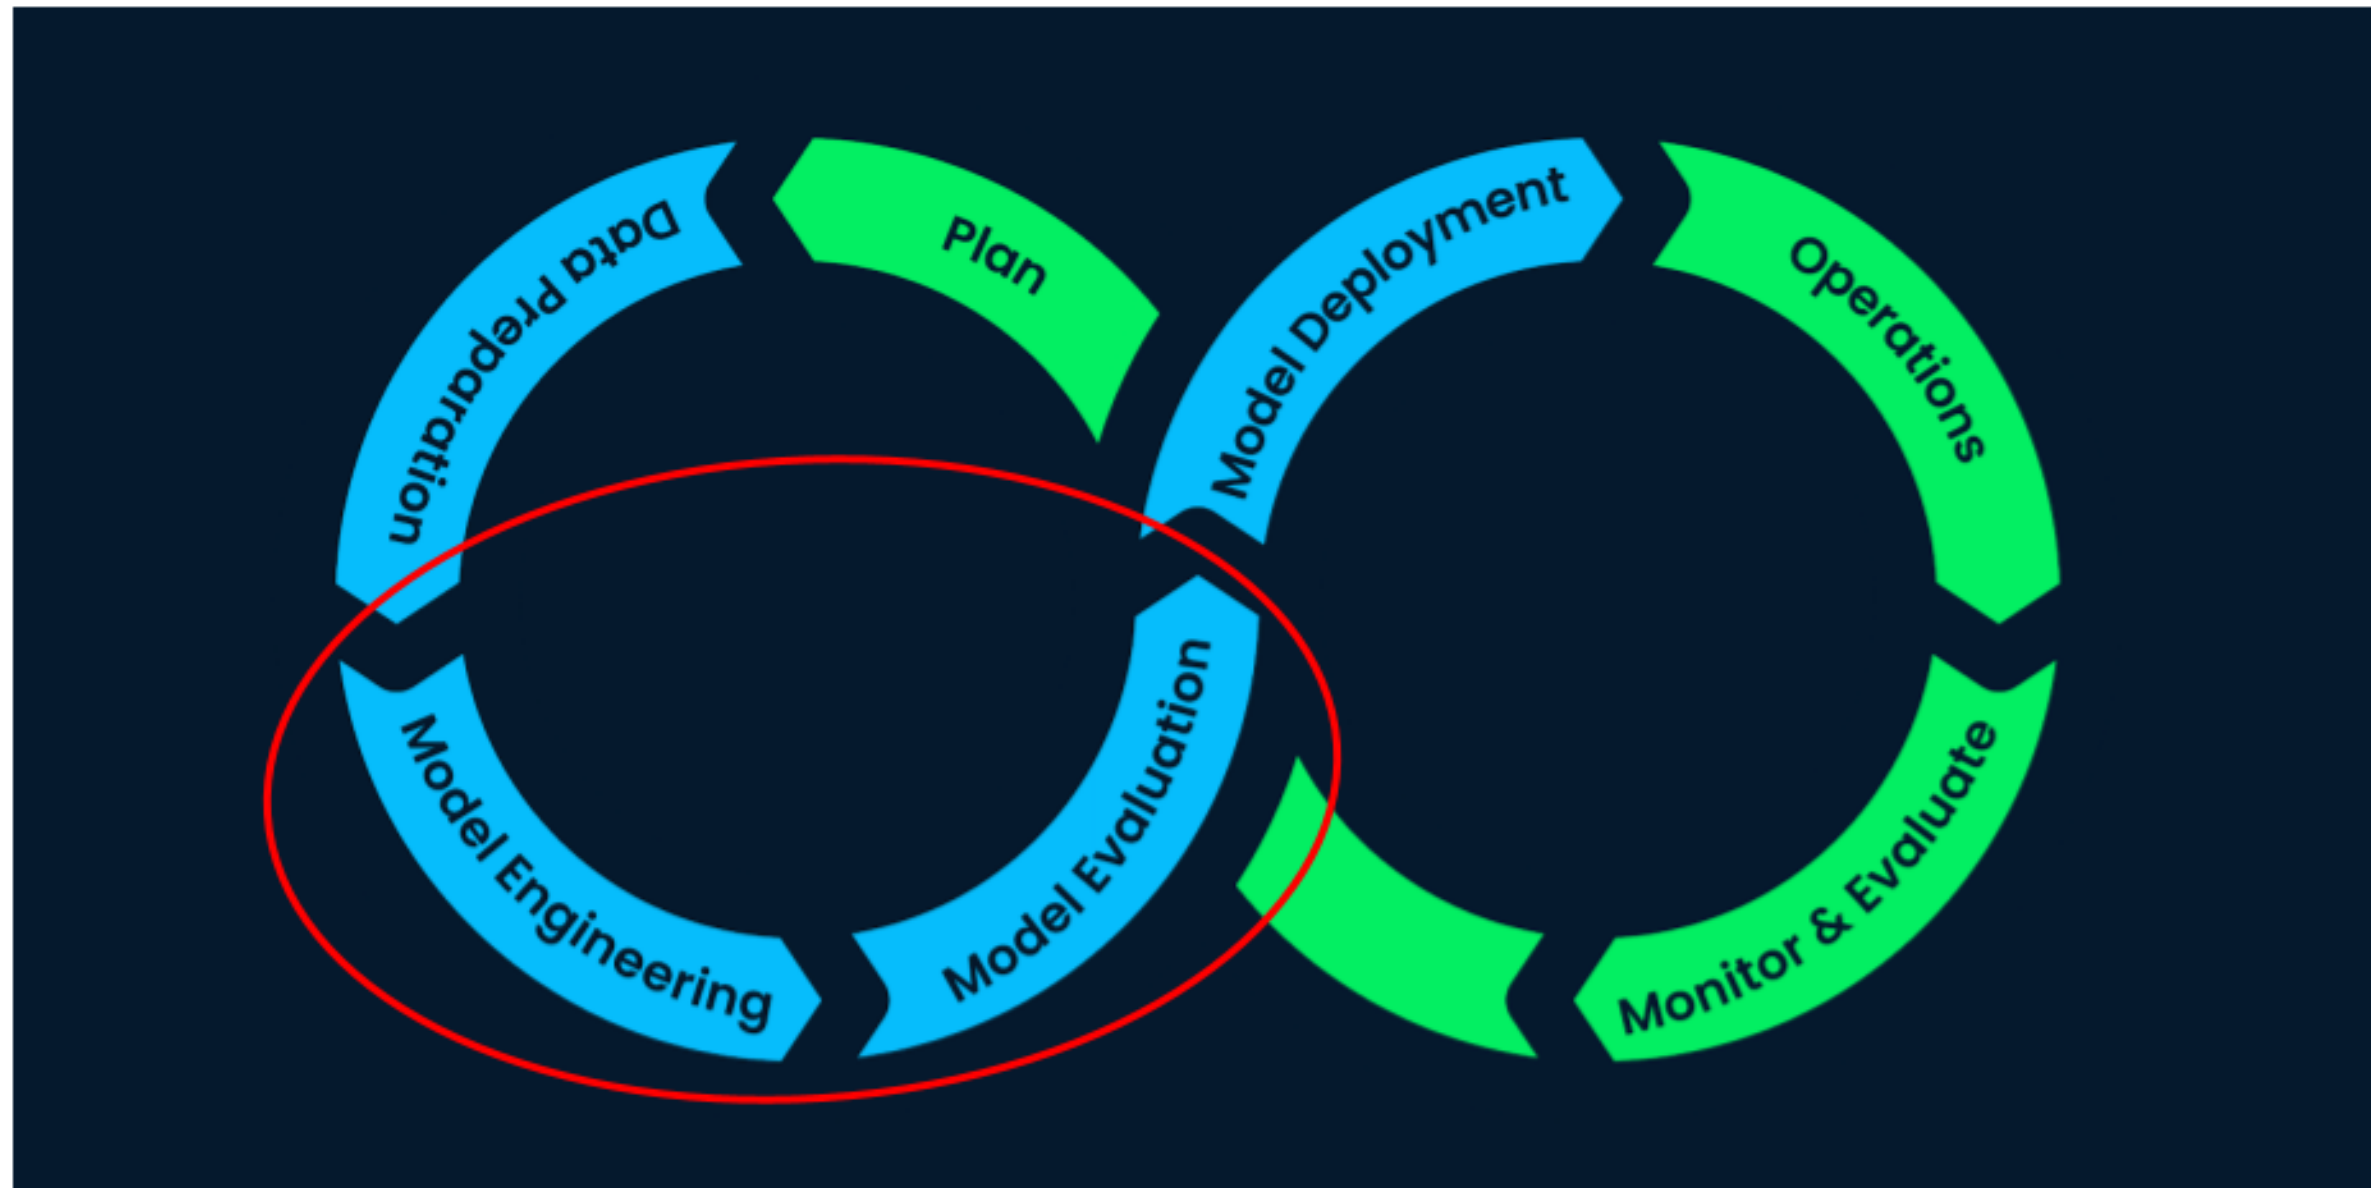 Plan
Data Preparation
Model Engineering
Model Evaluation
Model Deployment
Operations
Monitor & Evaluate